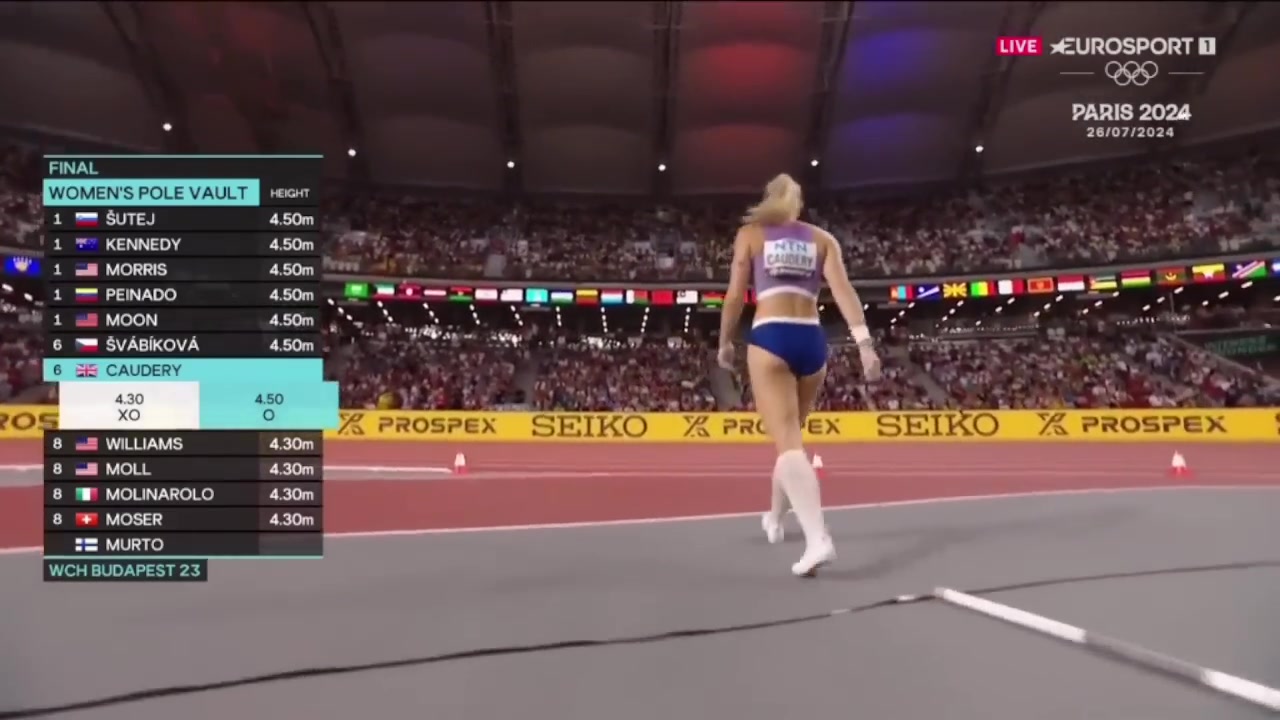 LIVE EUROSPORT 1
PARIS 2024
26/07/2024
FINAL
WOMEN'S POLE VAULT HEIGHT
1 ŠUTEJ 4.50m
1 KENNEDY 4.50m
1 MORRIS 4.50m
1 PEINADO 4.50m
1 MOON 4.50m
6 ŠVÁBÍKOVÁ 4.50m
6 CAUDERY
4.30 4.50
XO O
8 WILLIAMS 4.30m
8 MOLL 4.30m
8 MOLINAROLO 4.30m
8 MOSER 4.30m
MURTO
WCH BUDAPEST 23
NTN
CAUDERY
PROSPEX SEIKO PROSPEX SEIKO PROSPEX